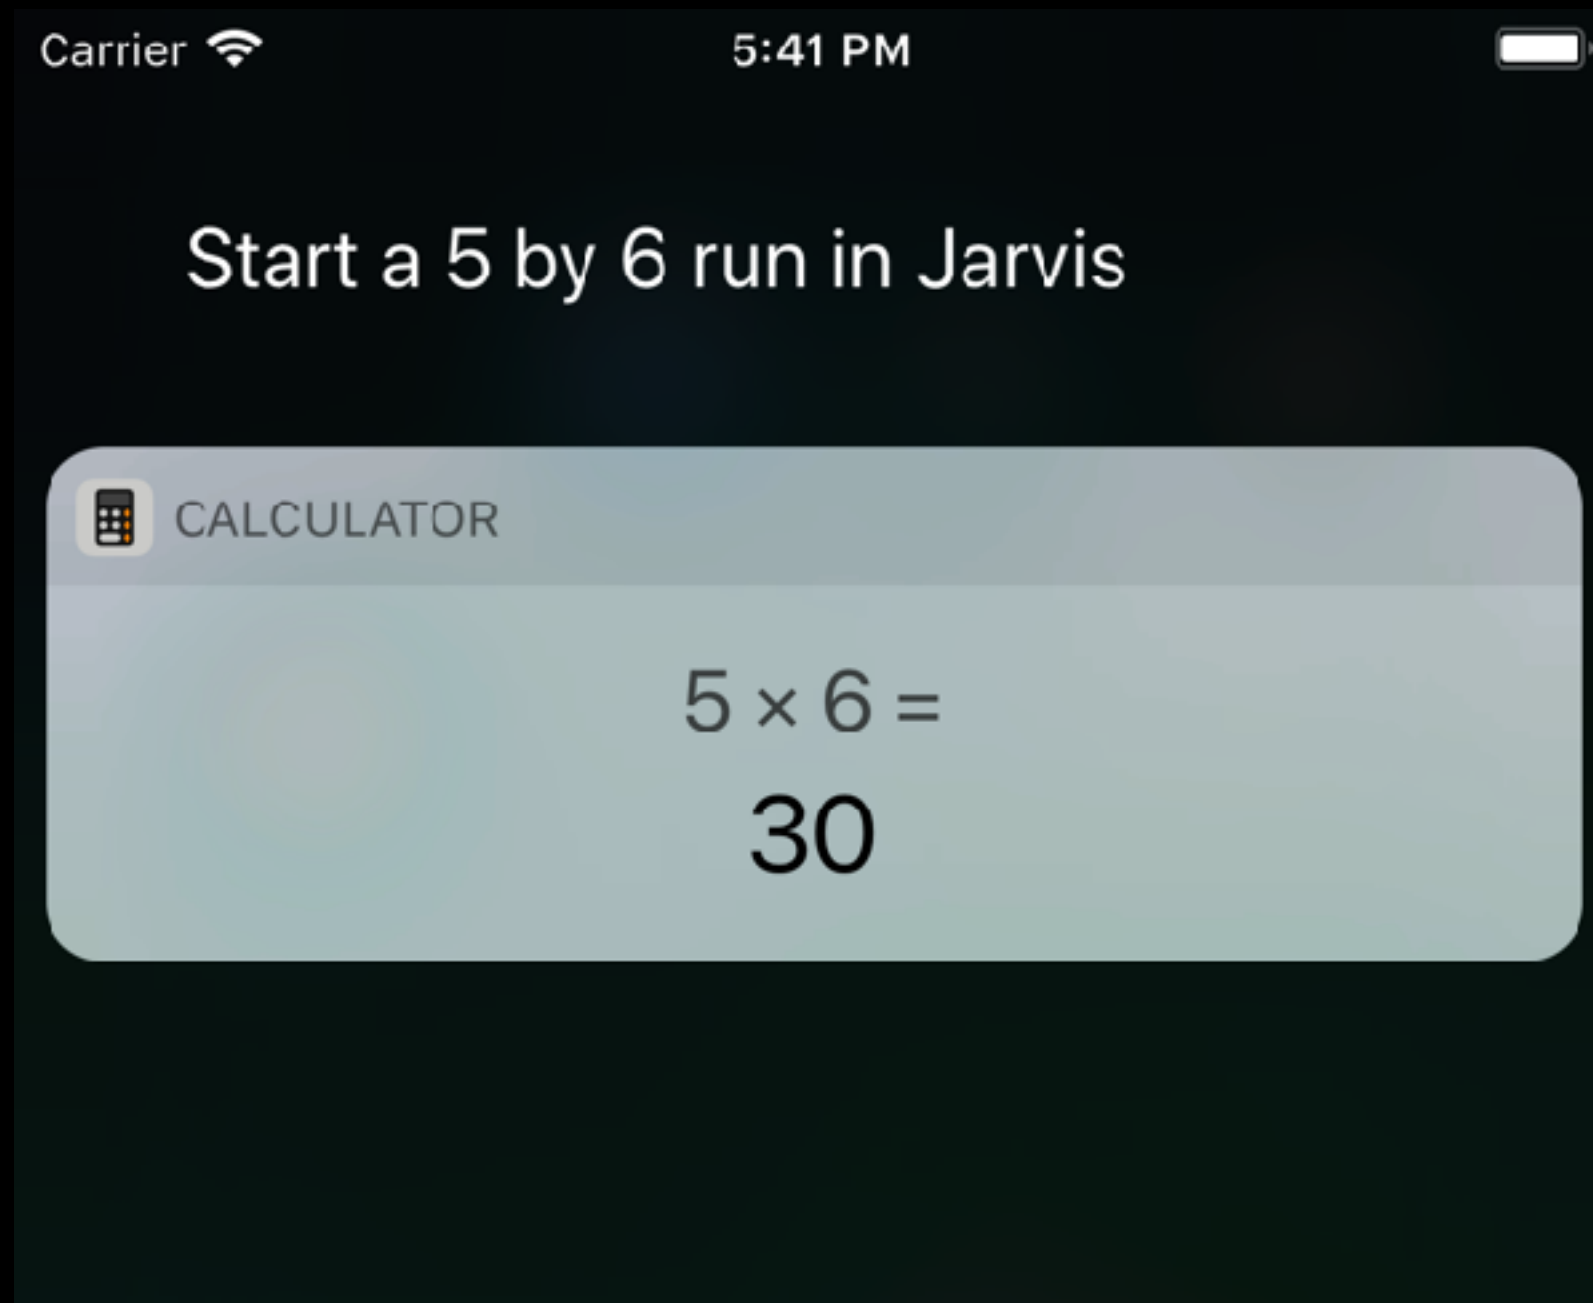 Carrier 5:41 PM
Start a 5 by 6 run in Jarvis
CALCULATOR
5 × 6 =
30